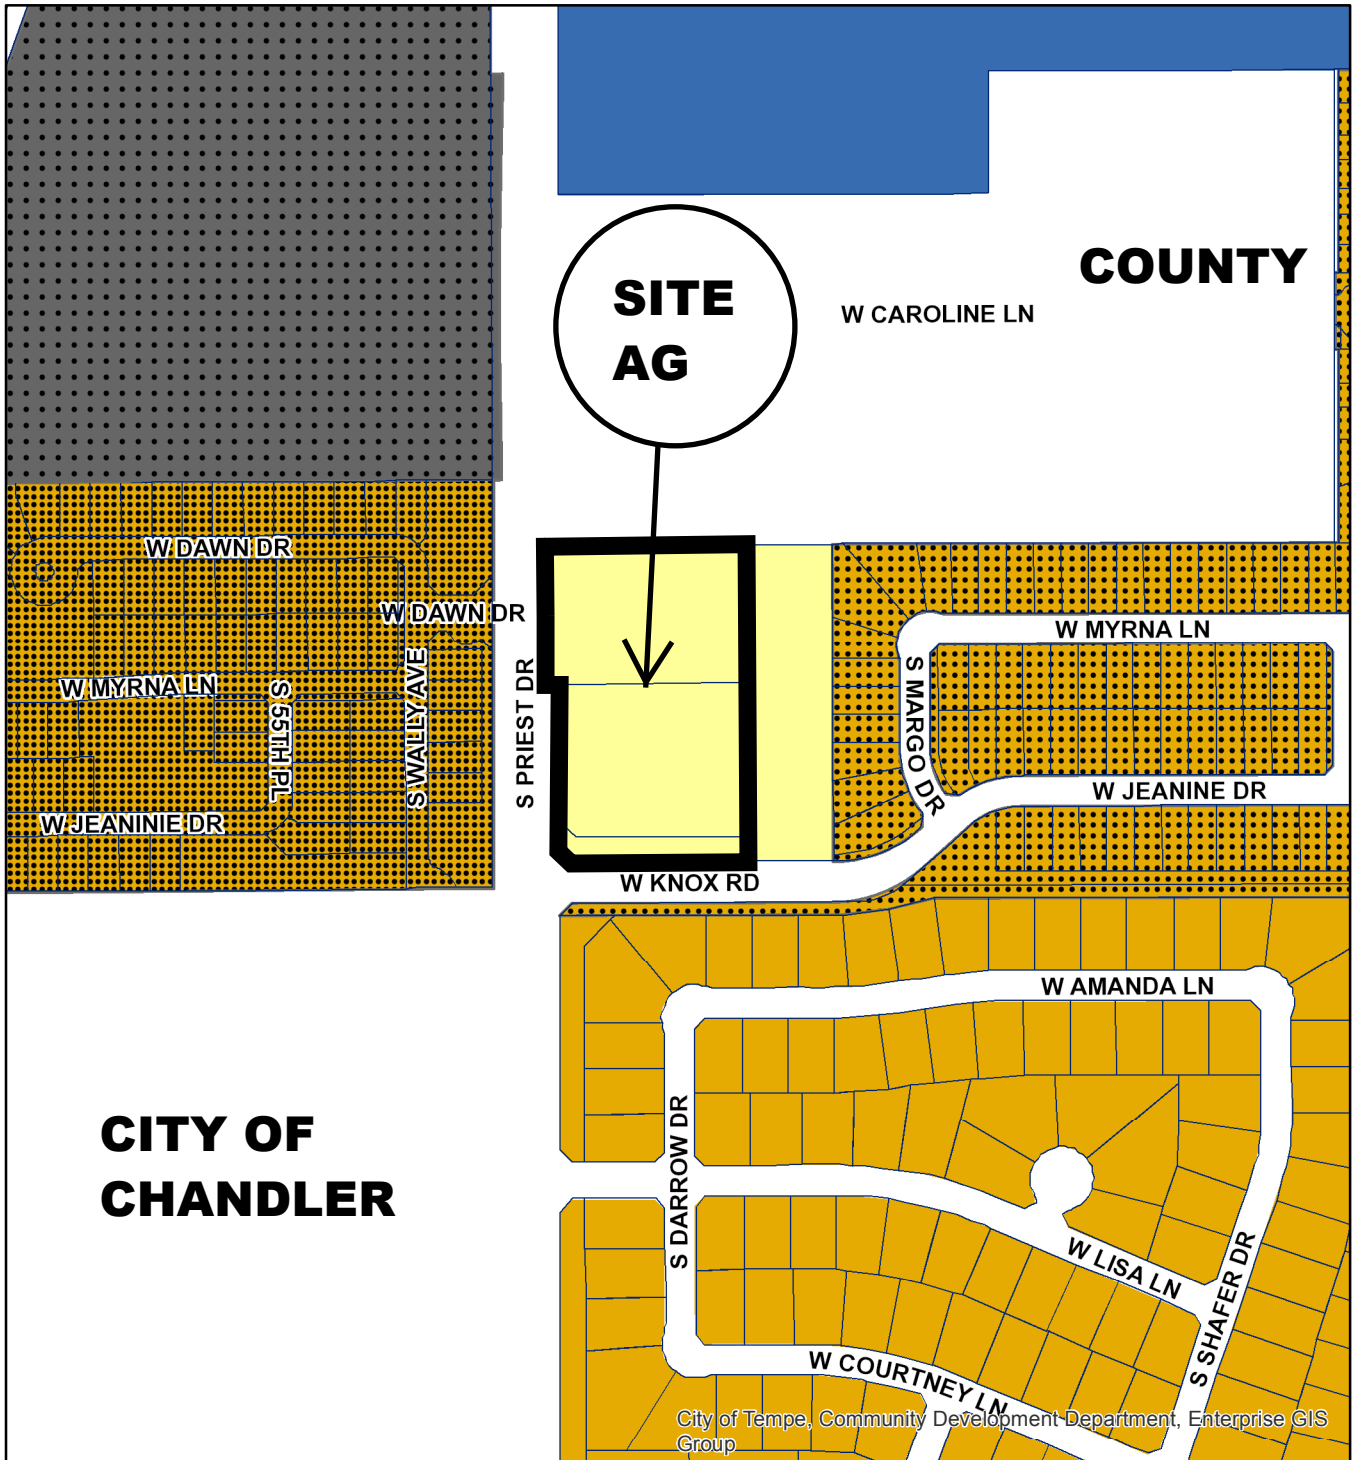 COUNTY
SITE
AG
W CAROLINE LN
W DAWN DR
W DAWN DR
W MYRNA LN
W MYRNA LN
S 55TH PL
S WALLY AVE
S PRIEST DR
S MARGO DR
W JEANINE DR
W JEANINIE DR
W KNOX RD
W AMANDA LN
CITY OF
CHANDLER
S DARROW DR
W LISA LN
S SHAFER DR
W COURTNEY LN
City of Tempe, Community Development Department, Enterprise GIS
Group